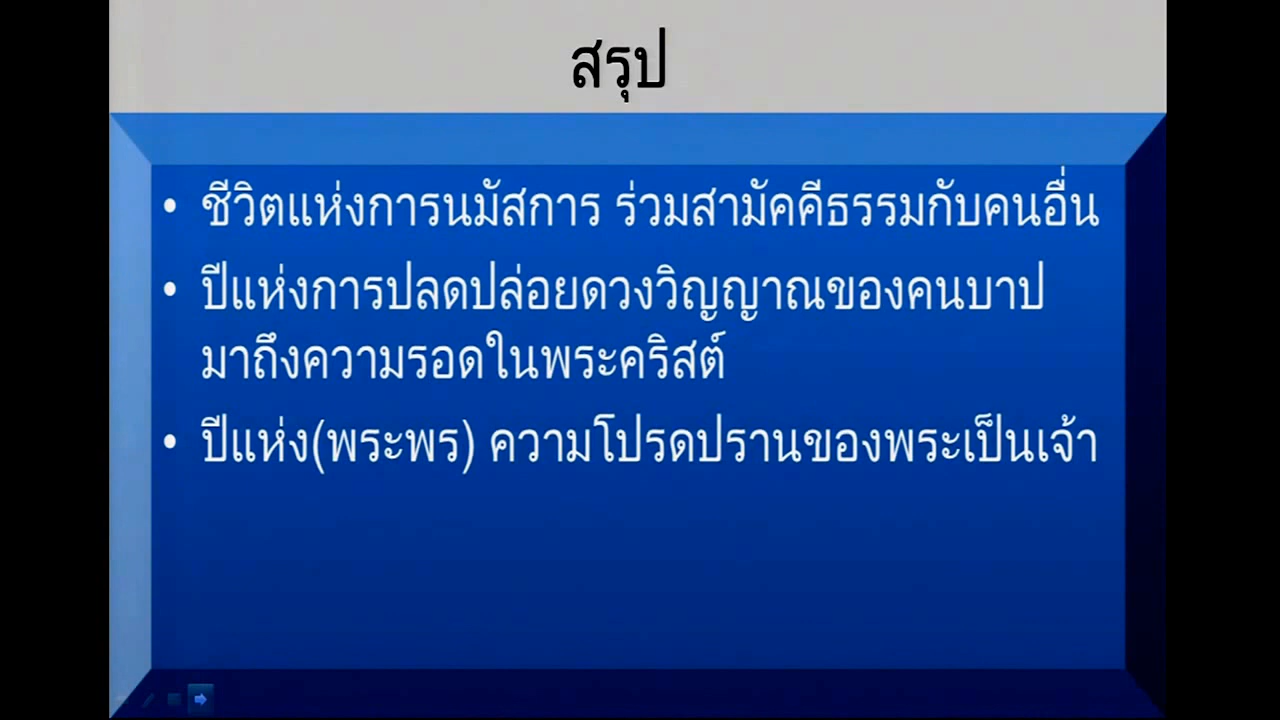 สรุป
• ชีวิตแห่งการนมัสการ ร่วมสามัคคีธรรมกับคนอื่น
• ปีแห่งการปลดปล่อยดวงวิญญาณของคนบาป
มาถึงความรอดในพระคริสต์
• ปีแห่ง(พระพร) ความโปรดปรานของพระเป็นเจ้า